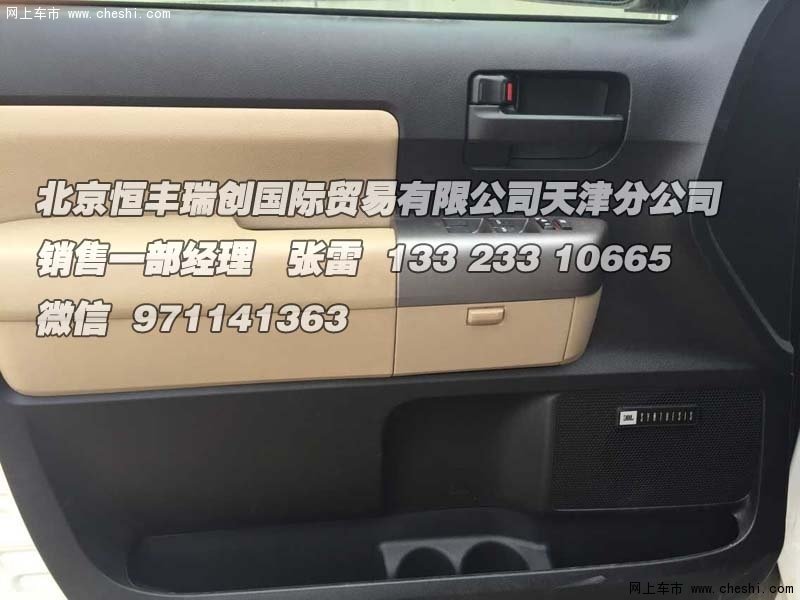 网上车市 www.cheshi.com
北京恒丰瑞创国际贸易有限公司天津分公司
销售一部经理 张雷 133 233 10665
微信 971141363
JBL SYNTHESIS
网上车市 www.cheshi.com